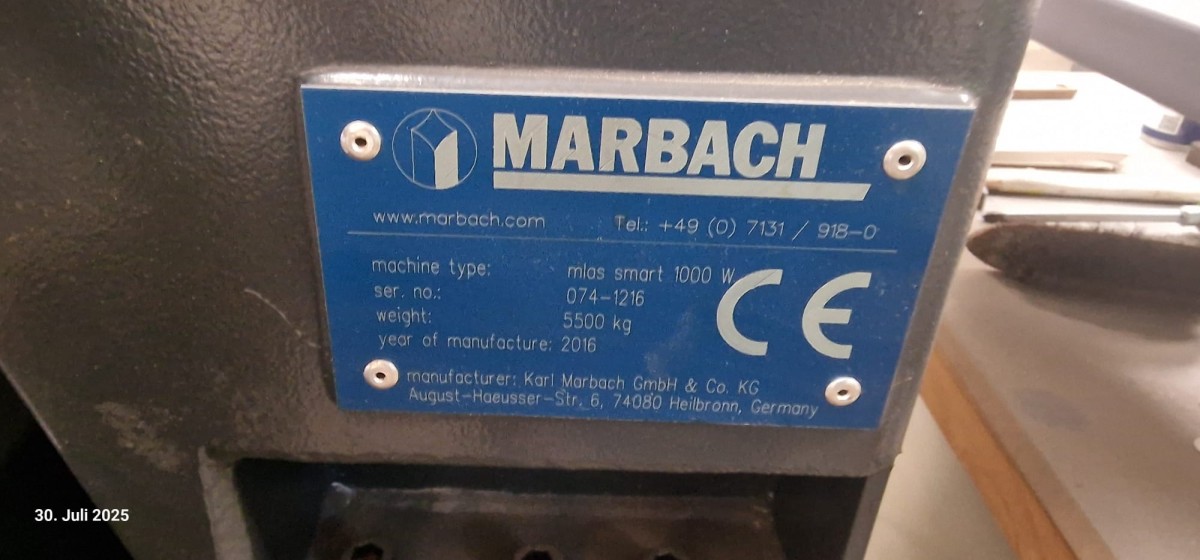 MARBACH
www.marbach.com Tel.: +49 (0) 7131 / 918-0
machine type: mlas smart 1000 W
ser. no.: 074-1216
weight: 5500 kg
year of manufacture: 2016
CE
manufacturer: Karl Marbach GmbH & Co. KG
August-Haeusser-Str. 6, 74080 Heilbronn, Germany
30. Juli 2025